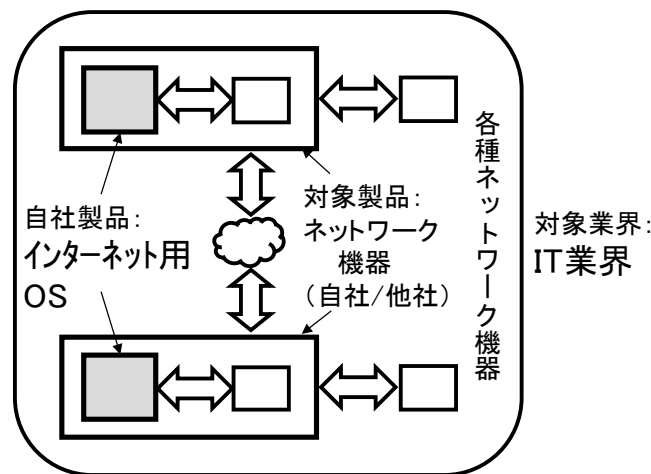 自社製品：
インターネット用
OS
対象製品：
ネットワーク
機器
（自社/他社）
各種ネットワーク機器
対象業界：
IT業界